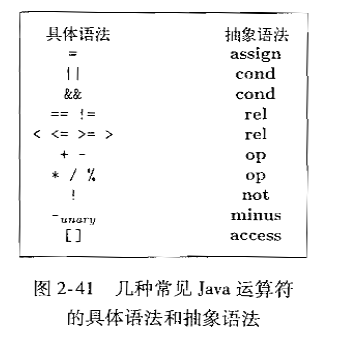 具体语法 抽象语法
= assign
|| cond
&& cond
== != rel
< <= >= > rel
+ - op
* / % op
! not
-unary minus
[] access
图 2-41 几种常见 Java 运算符
的具体语法和抽象语法